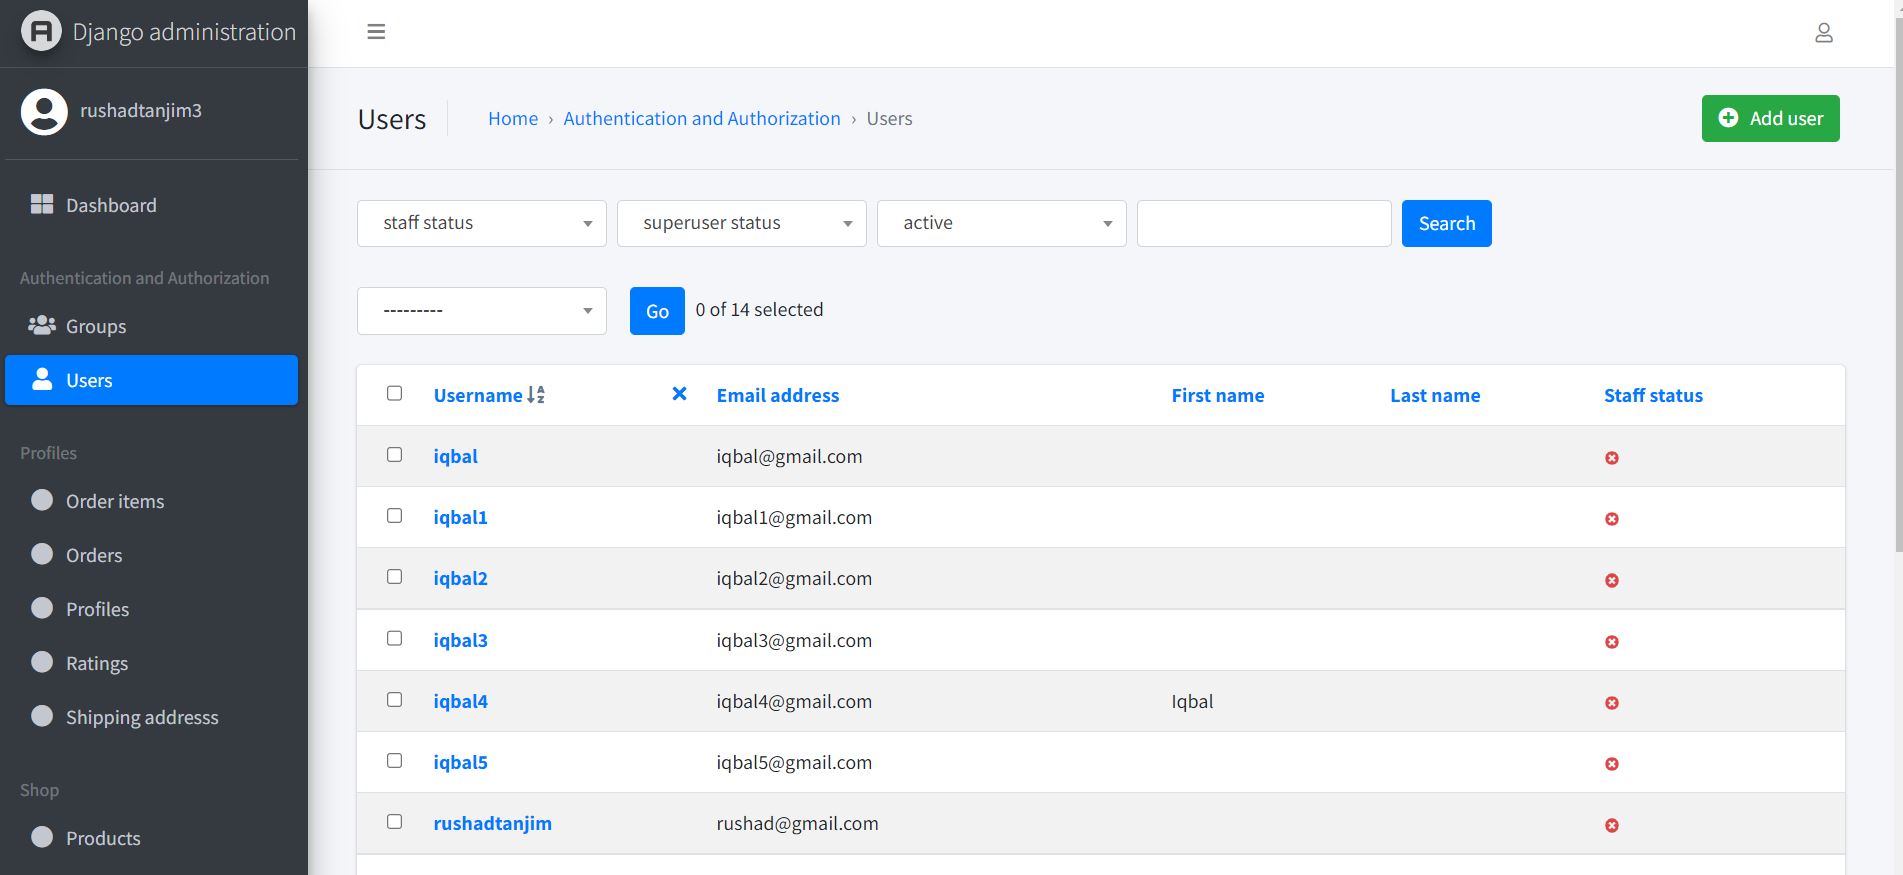 Django administration
rushadtanjim3
Dashboard
Authentication and Authorization
Groups
Users
Profiles
Order items
Orders
Profiles
Ratings
Shipping addresss
Shop
Products
Users
Home › Authentication and Authorization › Users
Add user
staff status
superuser status
active
Search
---------
Go
0 of 14 selected
Username Email address First name Last name Staff status
iqbal iqbal@gmail.com
iqbal1 iqbal1@gmail.com
iqbal2 iqbal2@gmail.com
iqbal3 iqbal3@gmail.com
iqbal4 iqbal4@gmail.com Iqbal
iqbal5 iqbal5@gmail.com
rushadtanjim rushad@gmail.com